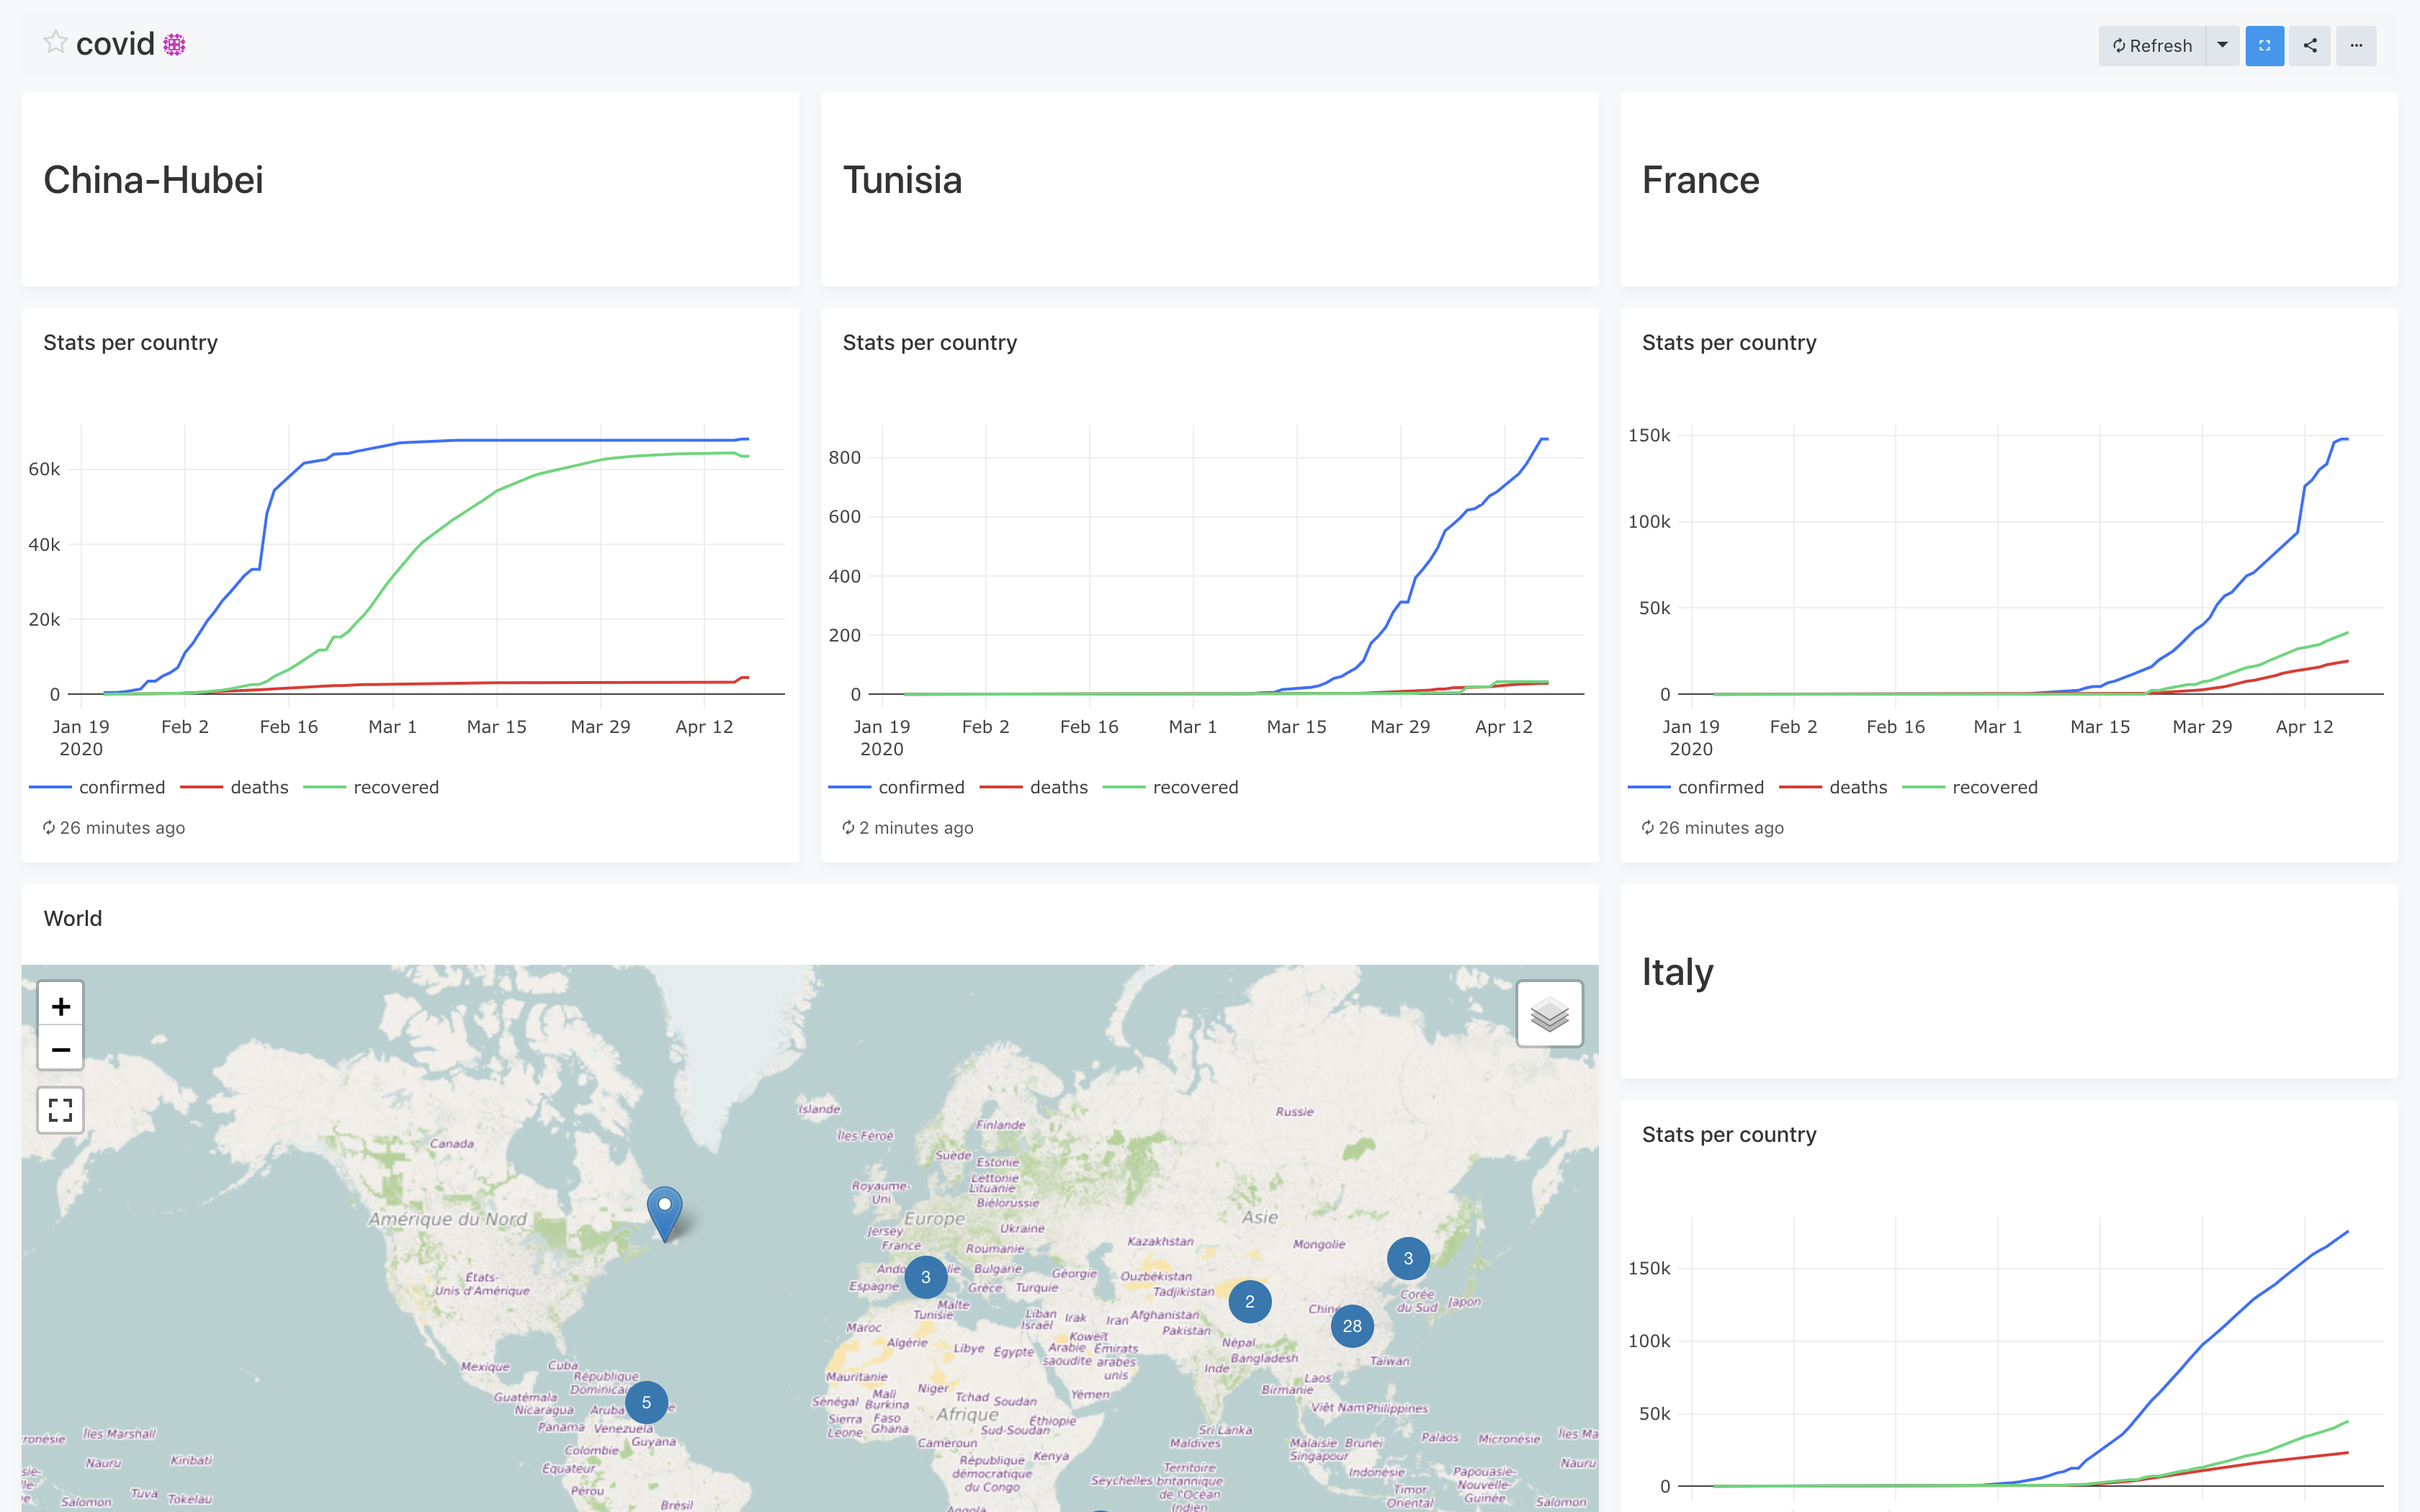 covid
Refresh
China-Hubei
Tunisia
France
Stats per country
60k
40k
20k
0
Jan 19 Feb 2 Feb 16 Mar 1 Mar 15 Mar 29 Apr 12
2020
confirmed deaths recovered
26 minutes ago
Stats per country
800
600
400
200
0
Jan 19 Feb 2 Feb 16 Mar 1 Mar 15 Mar 29 Apr 12
2020
confirmed deaths recovered
2 minutes ago
Stats per country
150k
100k
50k
0
Jan 19 Feb 2 Feb 16 Mar 1 Mar 15 Mar 29 Apr 12
2020
confirmed deaths recovered
26 minutes ago
World
+
−
Islande
Îles Féroé
Finlande
Russie
Canada
Suède
Estonie
Lettonie
Lituanie
Biélorussie
Royaume-
Uni
Amérique du Nord
Europe
Asie
Jersey
Ukraine
France
Roumanie
Kazakhstan
Mongolie
3
3
Bulgarie
Géorgie
Ouzbékistan
Espagne
Grèce
Turquie
Tadjikistan
2
États-
Unis d'Amérique
Malte
Tunisie
Liban
Israël
Irak
Iran
Afghanistan
Pakistan
28
Corée
du Sud
Japon
Maroc
Algérie
Libye
Égypte
Koweït
Arabie
saoudite
Émirats
arabes
unis
Népal
Bangladesh
Inde
Taïwan
Mexique
Cuba
République
5
Guatémala
Nicaragua
Aruba
Panama
Venezuela
Guyana
Colombie
Équateur
Pérou
Brésil
Mauritanie
Mali
Niger
Tchad
Soudan
Yémen
Sénégal
Burkina
Faso
Sierra
Leone
Ghana
Afrique
Éthiopie
Sud-Soudan
Cameroun
Kenya
République
démocratique
du Congo
Laos
Birmanie
Viêt Nam
Philippines
Sri Lanka
Maldives
Malaisie
Brunei
Singapour
Palaos
Micronésie
Seychelles
Territoire
britannique
de l'Océan
Indien
Indonésie
Papouasie-
Nouvelle-
Guinée
Timor
Oriental
Salomon
Nauru
Îles Marshall
Nauru
Kiribati
Tuva
Tokelau
Salomon
Italy
Stats per country
150k
100k
50k
0